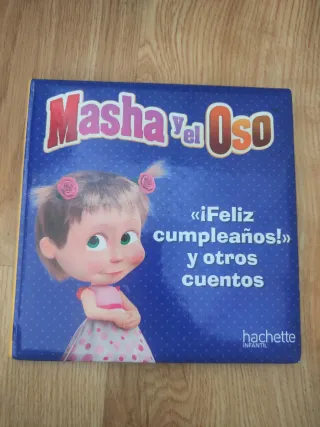 Masha y el Oso
«¡Feliz
cumpleaños!»
y otros
cuentos
hachette
INFANTIL